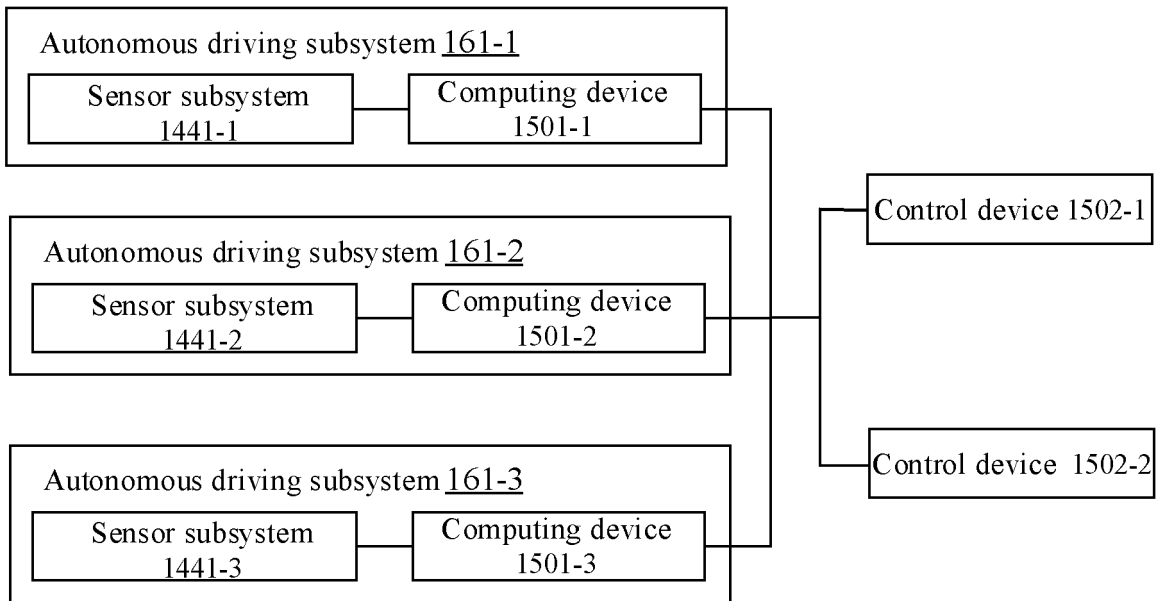 Autonomous driving subsystem 161-1
Sensor subsystem
1441-1
Computing device
1501-1
Autonomous driving subsystem 161-2
Sensor subsystem
1441-2
Computing device
1501-2
Autonomous driving subsystem 161-3
Sensor subsystem
1441-3
Computing device
1501-3
Control device 1502-1
Control device 1502-2